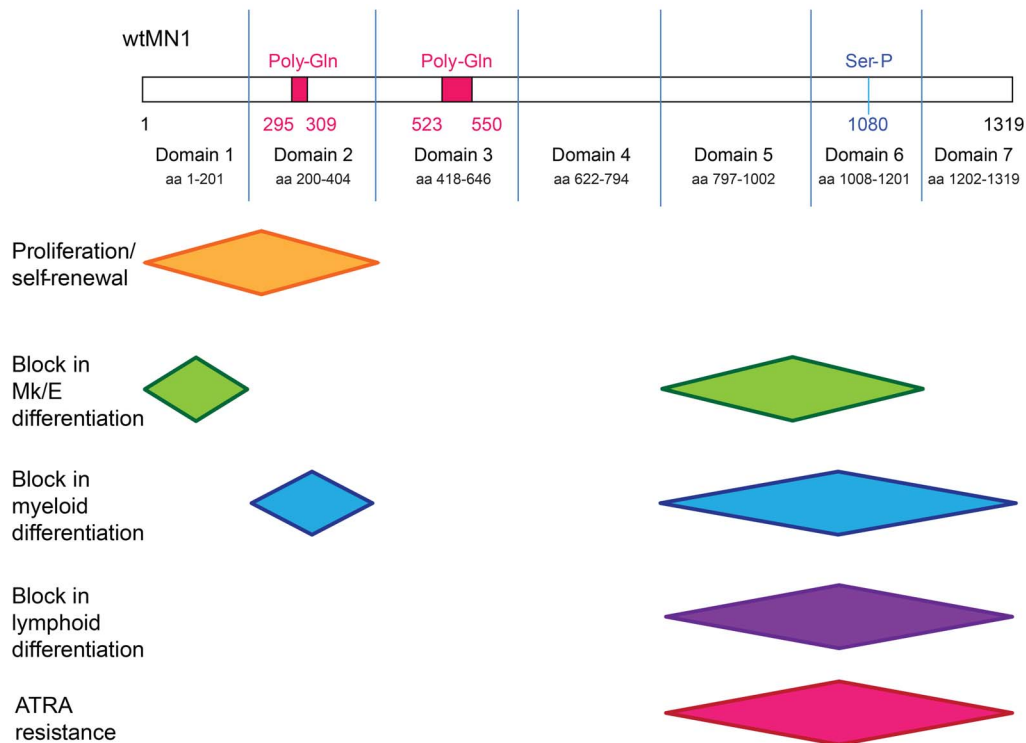 wtMN1
Poly-Gln Poly-Gln Ser-P
1 295 309 523 550 1080 1319
Domain 1 Domain 2 Domain 3 Domain 4 Domain 5 Domain 6 Domain 7
aa 1-201 aa 200-404 aa 418-646 aa 622-794 aa 797-1002 aa 1008-1201 aa 1202-1319
Proliferation/
self-renewal
Block in
Mk/E
differentiation
Block in
myeloid
differentiation
Block in
lymphoid
differentiation
ATRA
resistance